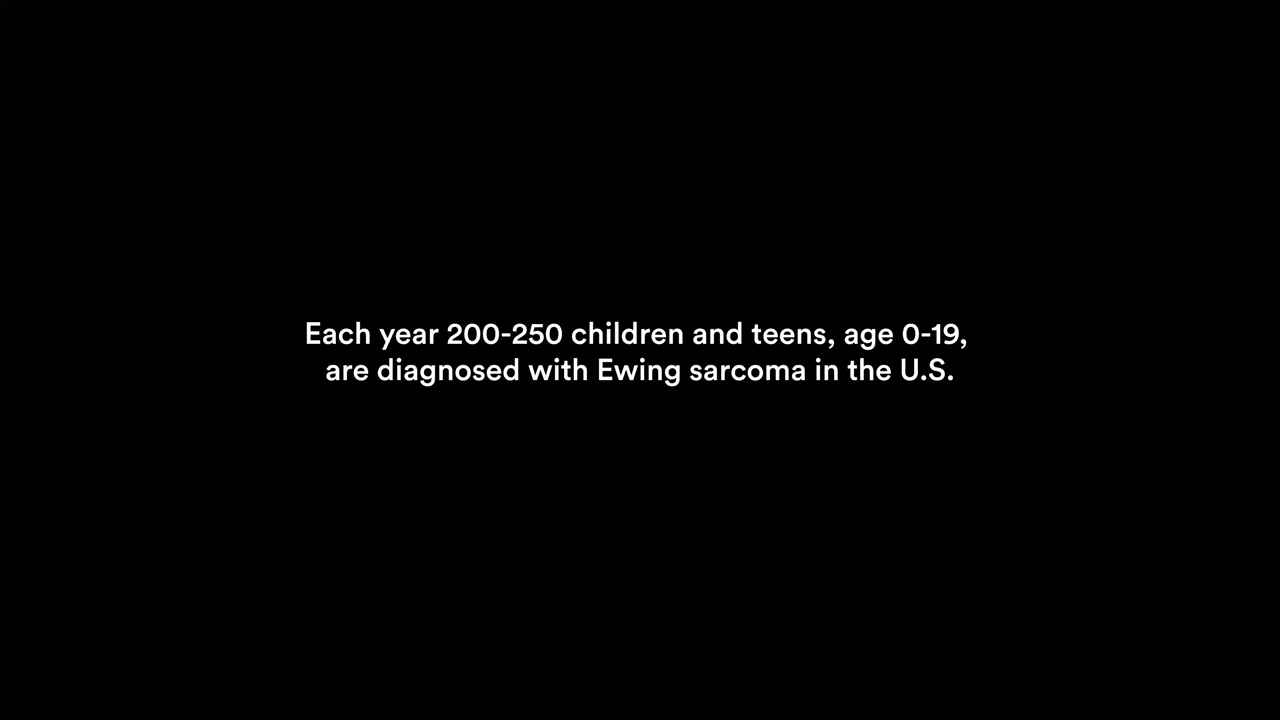 Each year 200-250 children and teens, age 0-19,
are diagnosed with Ewing sarcoma in the U.S.